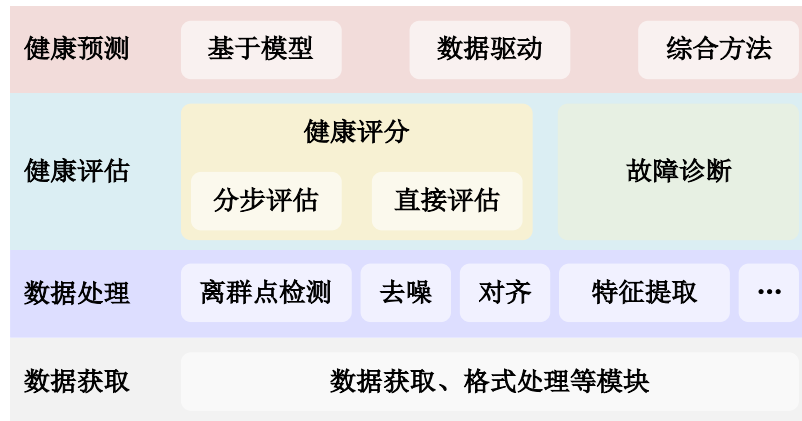 健康预测
基于模型
数据驱动
综合方法
健康评估
健康评分
分步评估
直接评估
故障诊断
数据处理
离群点检测
去噪
对齐
特征提取
...
数据获取
数据获取、格式处理等模块